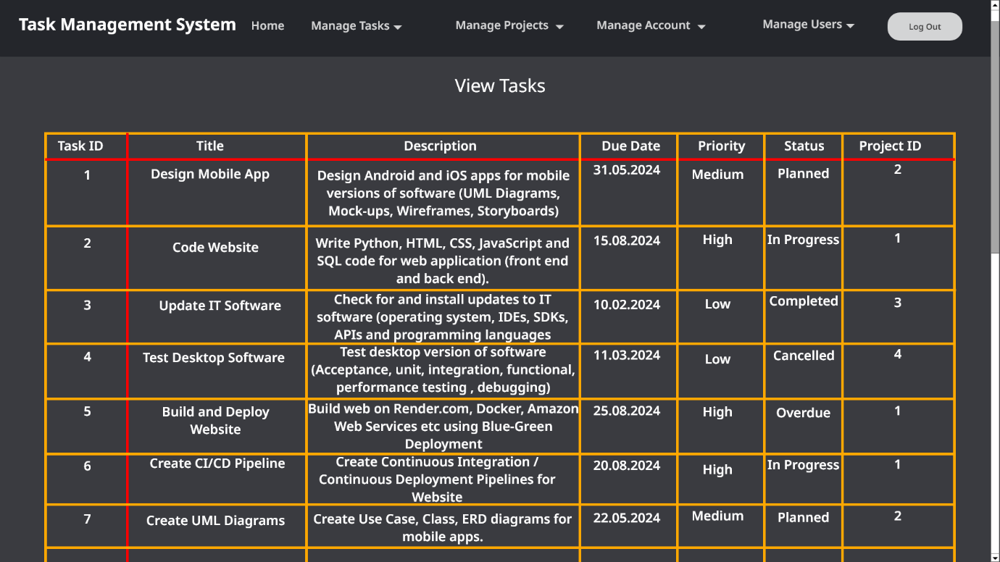 Task Management System Home Manage Tasks Manage Projects Manage Account Manage Users Log Out
View Tasks
Task ID Title Description Due Date Priority Status Project ID
1 Design Mobile App Design Android and iOS apps for mobile 31.05.2024 Medium Planned 2
versions of software (UML Diagrams,
Mock-ups, Wireframes, Storyboards)
2 Code Website Write Python, HTML, CSS, JavaScript and 15.08.2024 High In Progress 1
SQL code for web application (front end
and back end).
3 Update IT Software Check for and install updates to IT 10.02.2024 Low Completed 3
software (operating system, IDEs, SDKs,
APIs and programming languages
4 Test Desktop Software Test desktop version of software 11.03.2024 Low Cancelled 4
(Acceptance, unit, integration, functional,
performance testing , debugging)
5 Build and Deploy Build web on Render.com, Docker, Amazon 25.08.2024 High Overdue 1
Website Web Services etc using Blue-Green
Deployment
6 Create CI/CD Pipeline Create Continuous Integration / 20.08.2024 High In Progress 1
Continuous Deployment Pipelines for
Website
7 Create UML Diagrams Create Use Case, Class, ERD diagrams for 22.05.2024 Medium Planned 2
mobile apps.